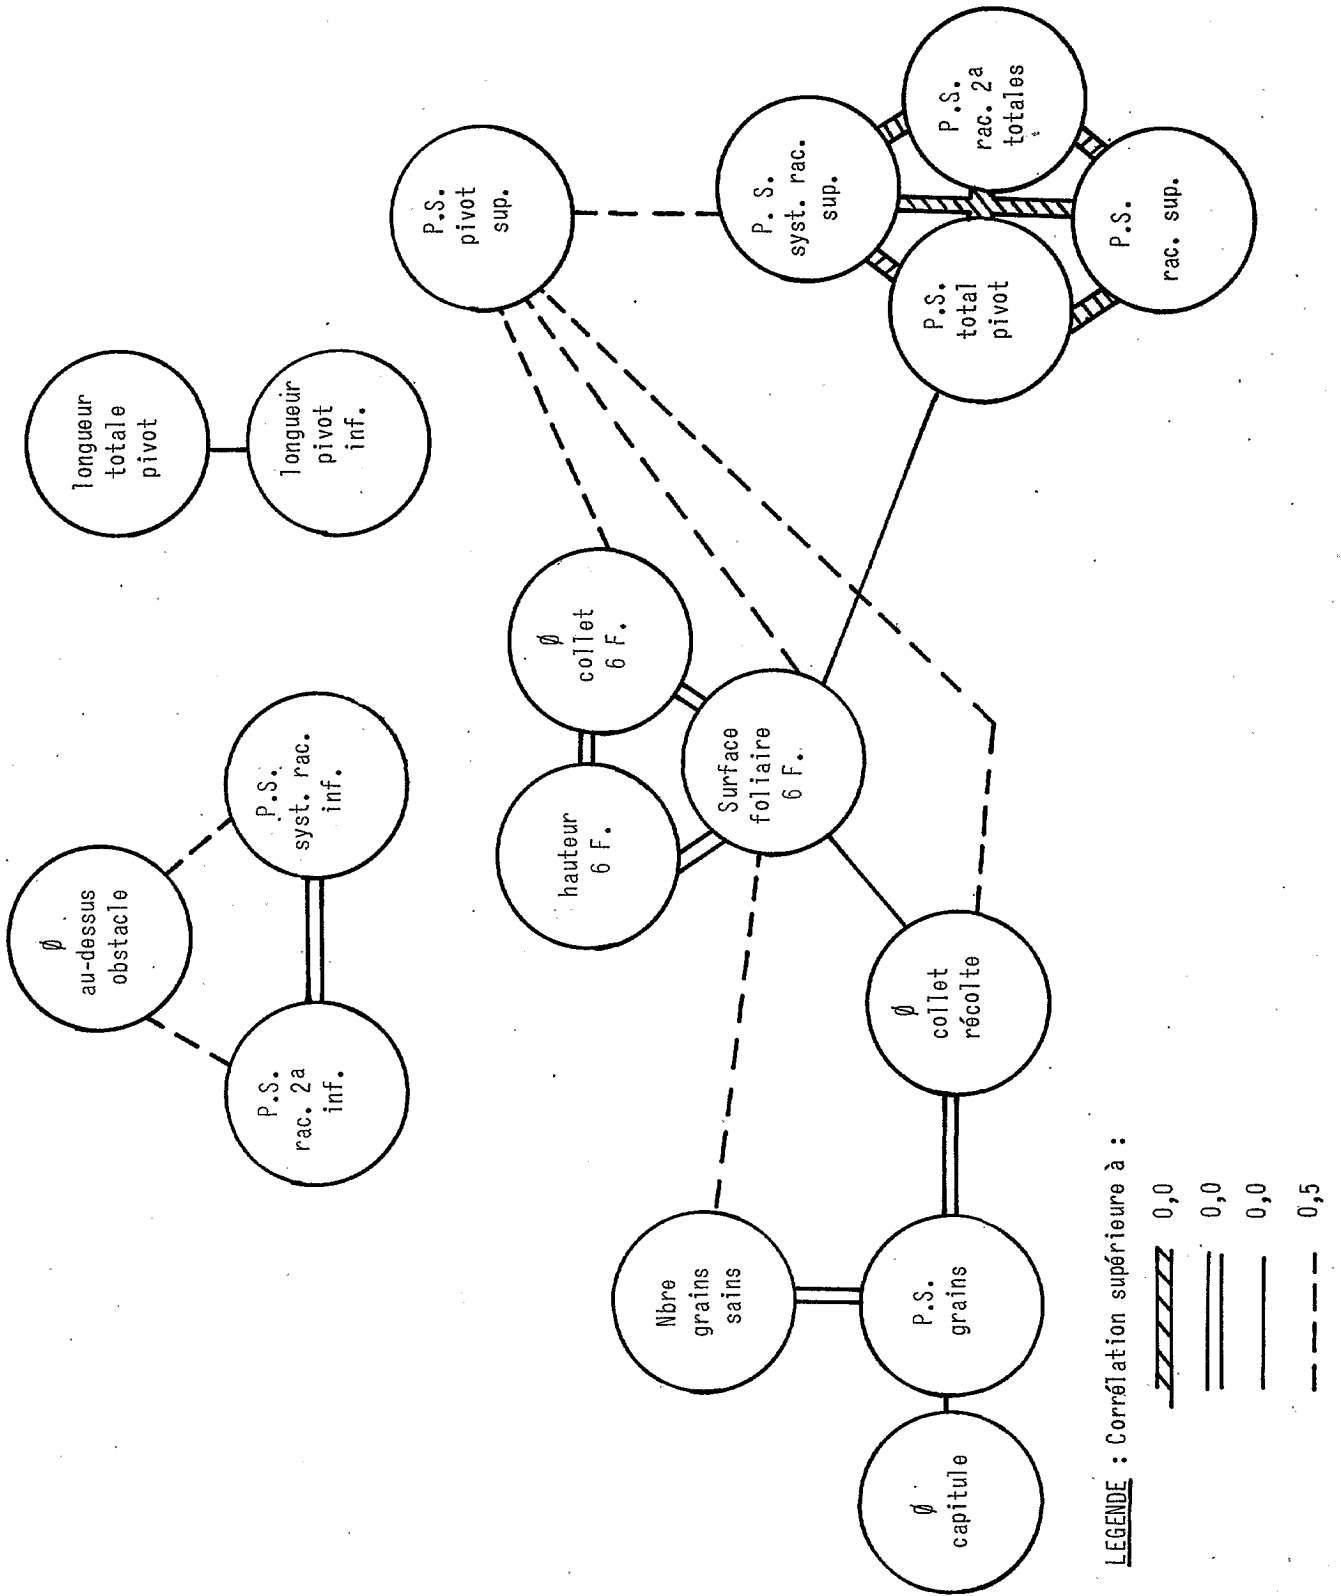 Ø
au-dessus
obstacle
P.S.
rac. 2a
inf.
P.S.
syst. rac.
inf.
longueur
totale
pivot
longueur
pivot
inf.
hauteur
6 F.
Ø
collet
6 F.
P.S.
pivot
sup.
Surface
foliaire
6 F.
Nbre
grains
sains
Ø
capitule
P.S.
grains
Ø
collet
récolte
P. S.
syst. rac.
sup.
P.S.
total
pivot
P.S.
rac. 2a
totales
P.S.
rac. sup.
LEGENDE : Corrélation supérieure à :
0,0
0,0
0,0
0,5